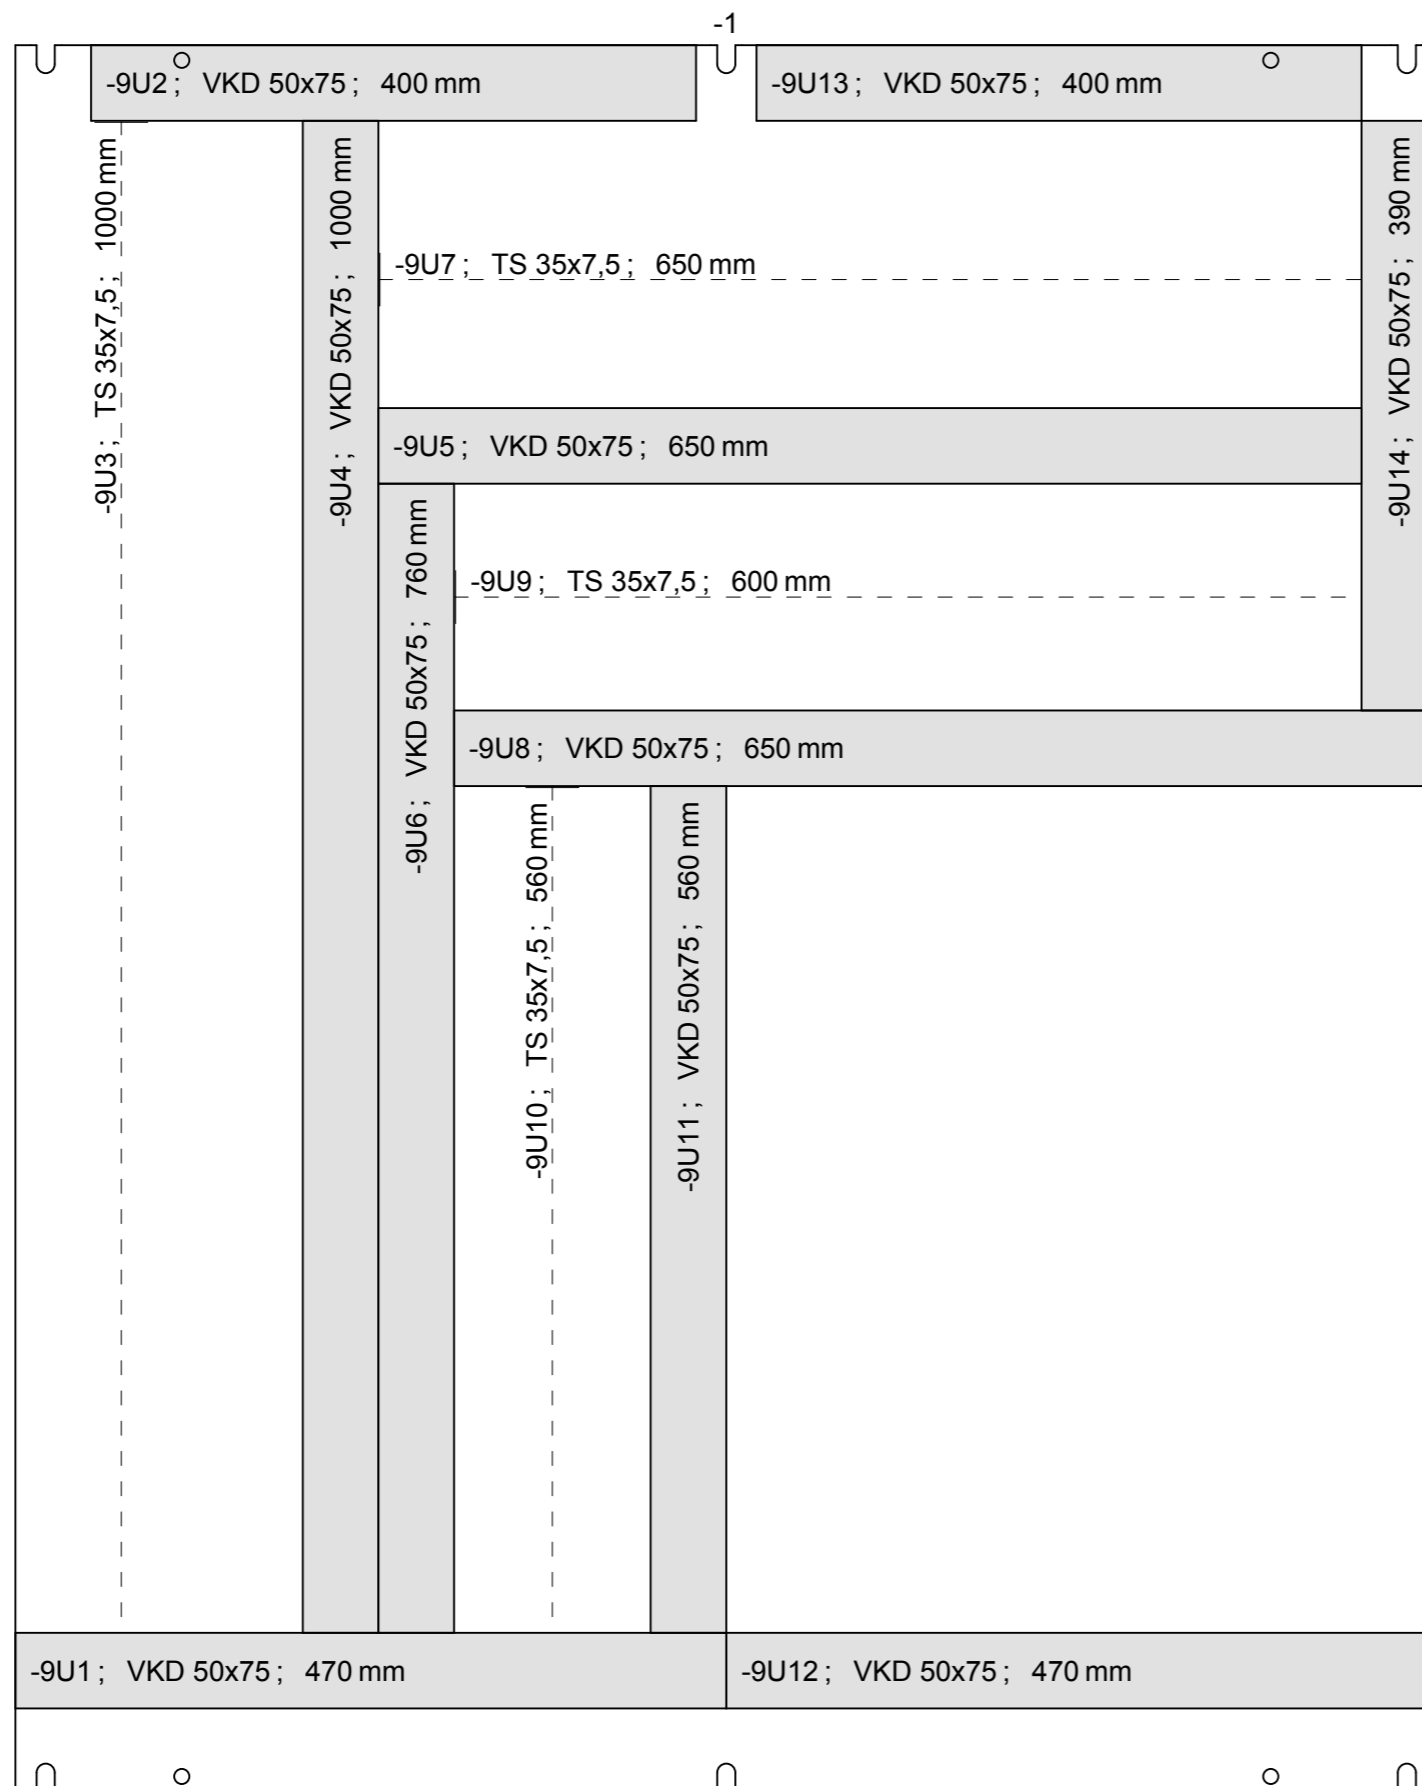 -1
-9U2 ; VKD 50x75 ; 400 mm
-9U13 ; VKD 50x75 ; 400 mm
-9U3 ; TS 35x7,5 ; 1000 mm
-9U4 ; VKD 50x75 ; 1000 mm
-9U7 ; TS 35x7,5 ; 650 mm
-9U14 ; VKD 50x75 ; 390 mm
-9U5 ; VKD 50x75 ; 650 mm
-9U6 ; VKD 50x75 ; 760 mm
-9U9 ; TS 35x7,5 ; 600 mm
-9U8 ; VKD 50x75 ; 650 mm
-9U10 ; TS 35x7,5 ; 560 mm
-9U11 ; VKD 50x75 ; 560 mm
-9U1 ; VKD 50x75 ; 470 mm
-9U12 ; VKD 50x75 ; 470 mm